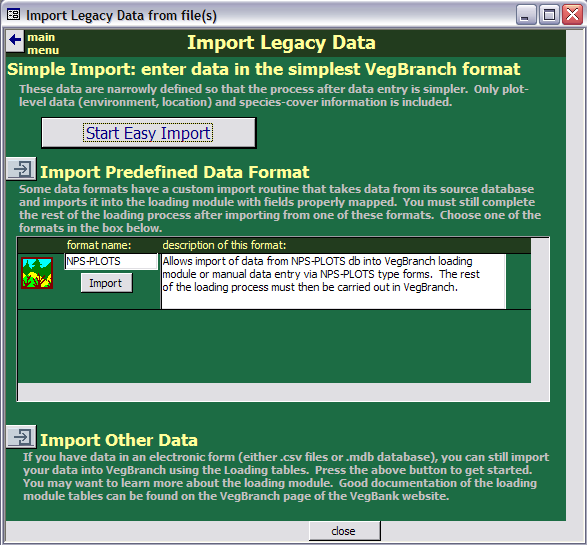 Import Legacy Data from file(s)
main
menu
Import Legacy Data
Simple Import: enter data in the simplest VegBranch format
These data are narrowly defined so that the process after data entry is simpler. Only plot-
level data (environment, location) and species-cover information is included.
Start Easy Import
Import Predefined Data Format
Some data formats have a custom import routine that takes data from its source database
and imports it into the loading module with fields properly mapped. You must still complete
the rest of the loading process after importing from one of these formats. Choose one of the
formats in the box below.
format name:
description of this format:
NPS-PLOTS
Import
Allows import of data from NPS-PLOTS db into VegBranch loading
module or manual data entry via NPS-PLOTS type forms. The rest
of the loading process must then be carried out in VegBranch.
Import Other Data
If you have data in an electronic form (either .csv files or .mdb database), you can still import
your data into VegBranch using the Loading tables. Press the above button to get started.
You may want to learn more about the loading module. Good documentation of the loading
module tables can be found on the VegBranch page of the VegBank website.
close